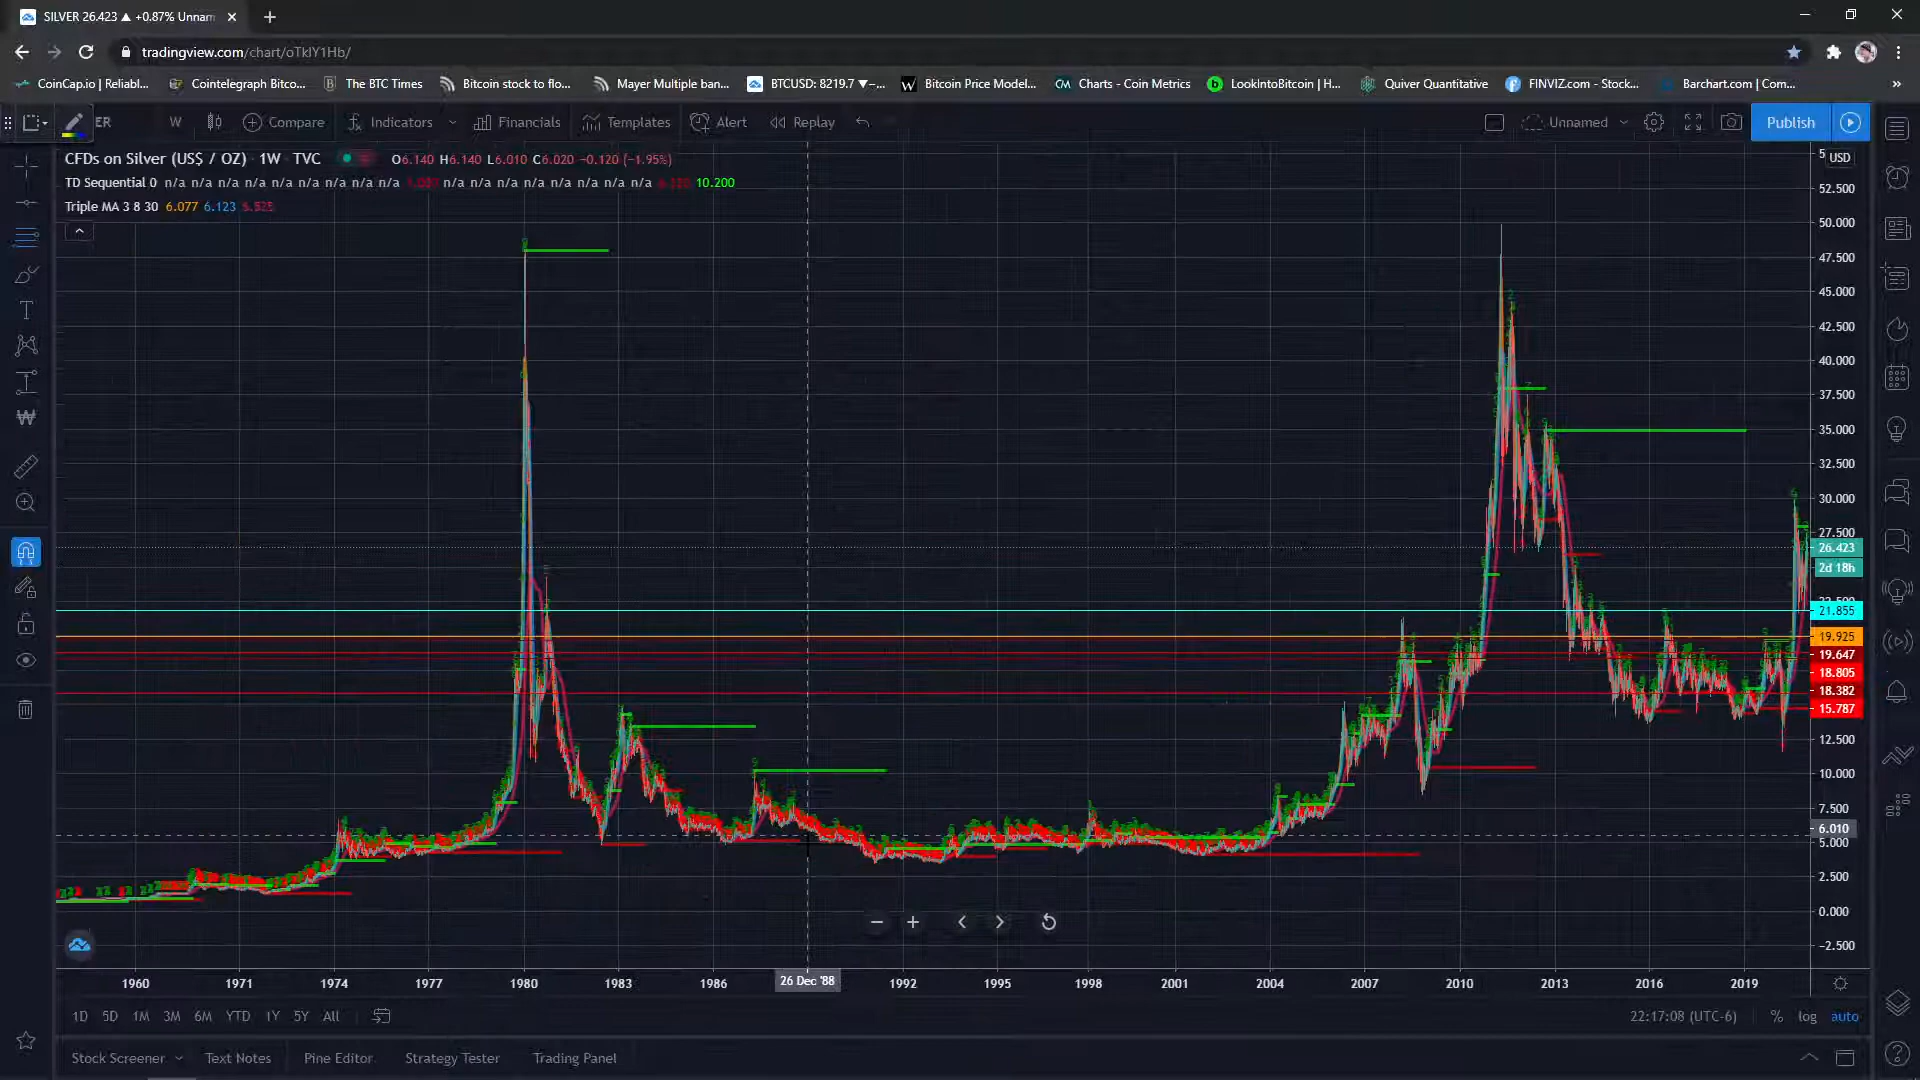 SILVER 26.423 ▲ +0.87% Unnam
tradingview.com/chart/oTkIY1Hb/
CoinCap.io | Reliabl... Cointelegraph Bitco... The BTC Times Bitcoin stock to flo... Mayer Multiple ban... BTCUSD: 8219.7 ▼−... Bitcoin Price Model... Charts - Coin Metrics LookIntoBitcoin | H... Quiver Quantitative FINVIZ.com - Stock... Barchart.com | Com... »
ER W Compare Indicators Financials Templates Alert Replay Unnamed Publish
CFDs on Silver (US$ / OZ) · 1W · TVC O6.140 H6.140 L6.010 C6.020 −0.120 (−1.95%)
TD Sequential 0 n/a n/a n/a n/a n/a n/a n/a n/a n/a n/a n/a n/a n/a n/a n/a n/a n/a n/a 10.200
Triple MA 3 8 30 6.077 6.123 6.525
USD
52.500
50.000
47.500
45.000
42.500
40.000
37.500
35.000
32.500
30.000
27.500
26.423
2d 18h
22.500
21.855
19.925
19.647
18.805
18.382
15.787
12.500
10.000
7.500
6.010
5.000
2.500
0.000
−2.500
1960 1971 1974 1977 1980 1983 1986 26 Dec '88 1992 1995 1998 2001 2004 2007 2010 2013 2016 2019
1D 5D 1M 3M 6M YTD 1Y 5Y All 22:17:08 (UTC-6) % log auto
Stock Screener Text Notes Pine Editor Strategy Tester Trading Panel